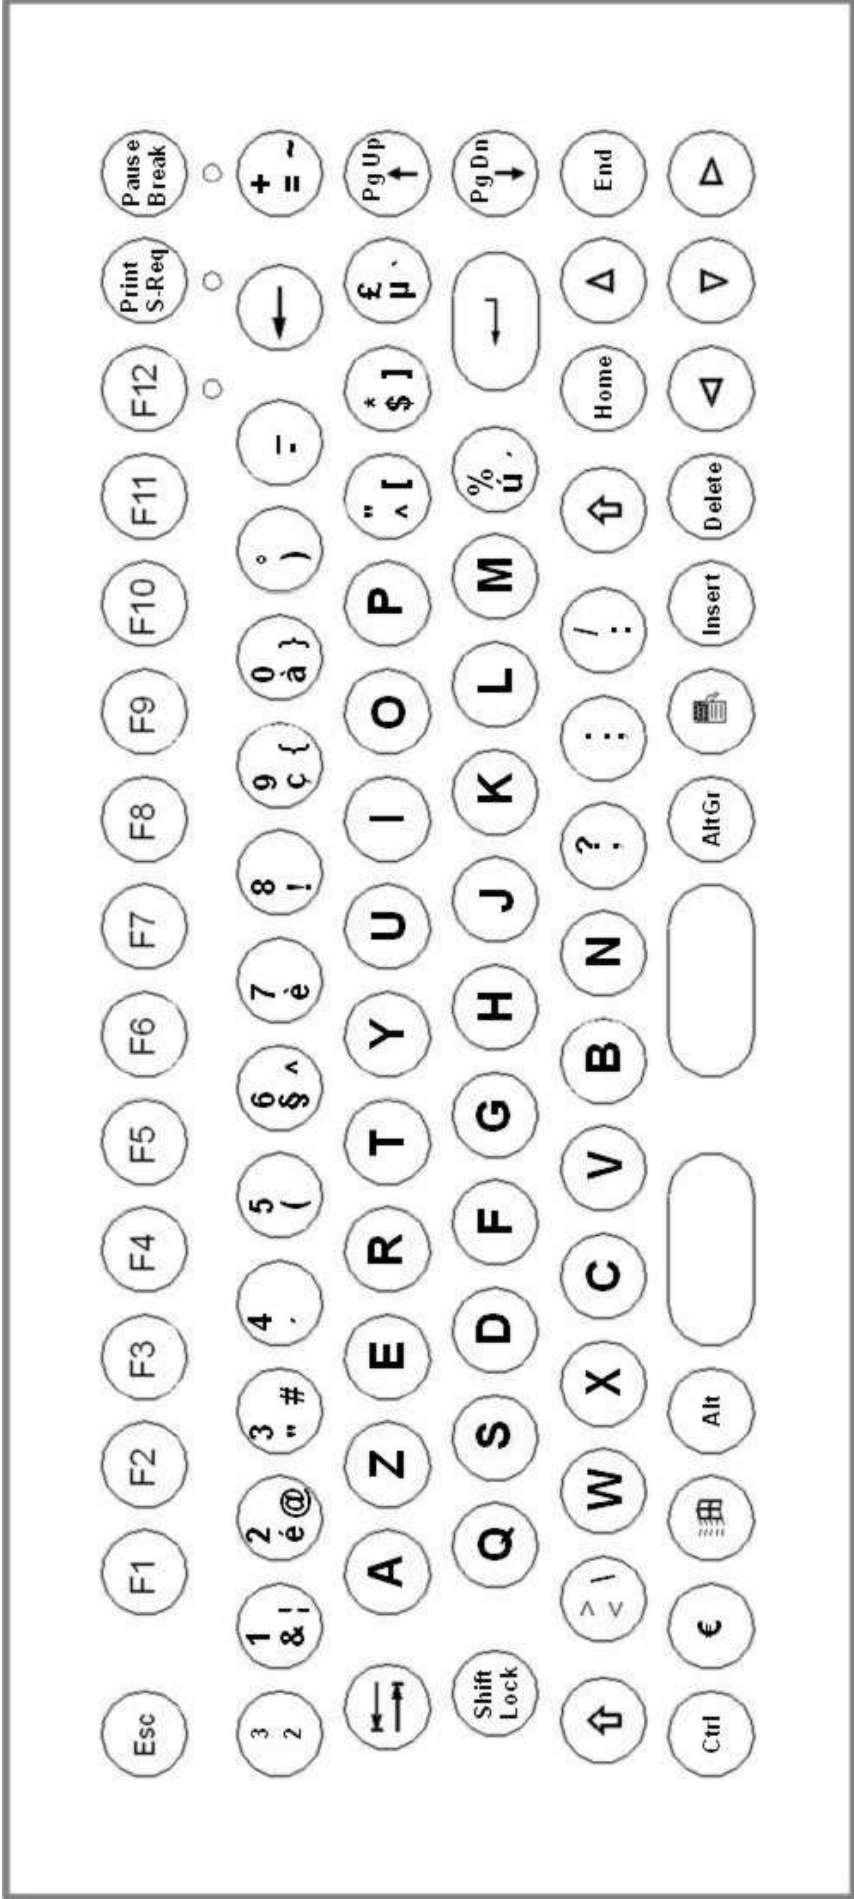 Esc F1 F2 F3 F4 F5 F6 F7 F8 F9 F10 F11 F12 Print S-Req Pause Break
3 2 1 & ¦ 2 é @ 3 " # 4 ' 5 ( 6 § ^ 7 è 8 ! 9 ç { 0 à } ° ) _ - + = ~
A Z E R T Y U I O P " ^ [ * $ ] £ µ ` Pg Up
Shift Lock Q S D F G H J K L M % ù ´ Pg Dn
> < \ W X C V B N ? , . ; / : Home End
Ctrl € Alt AltGr Insert Delete